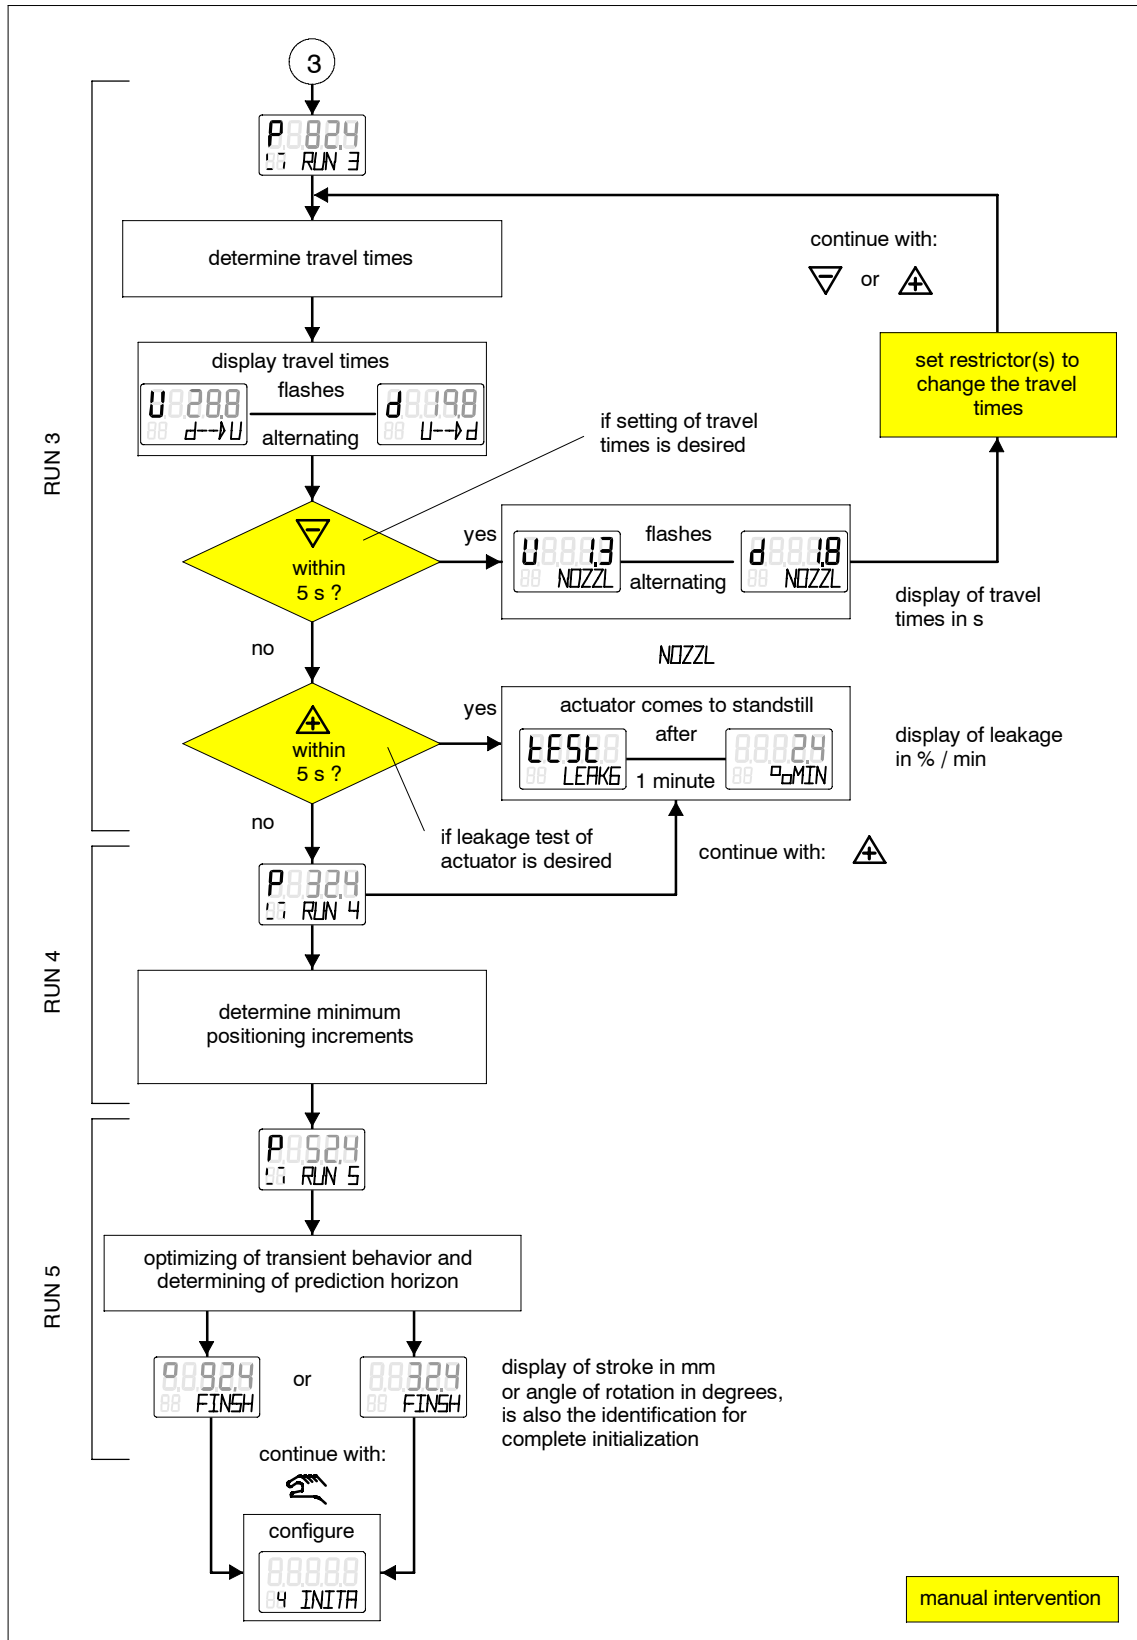 3
P 82.4
RUN 3
determine travel times
continue with:
or
display travel times
flashes
U 28.8
d-->U
alternating
d 19.8
U-->d
set restrictor(s) to
change the travel
times
RUN 3
if setting of travel
times is desired
within
5 s ?
yes
U 1.3
NOZZL
flashes
alternating
d 1.8
NOZZL
display of travel
times in s
no
NOZZL
within
5 s ?
yes
actuator comes to standstill
tESt
LEAKG
after
1 minute
2.4
MIN
display of leakage
in % / min
no
if leakage test of
actuator is desired
continue with:
P 32.4
RUN 4
RUN 4
determine minimum
positioning increments
P 52.4
RUN 5
optimizing of transient behavior and
determining of prediction horizon
RUN 5
° 92.4
FINSH
or
32.4
FINSH
display of stroke in mm
or angle of rotation in degrees,
is also the identification for
complete initialization
continue with:
configure
4 INITA
manual intervention